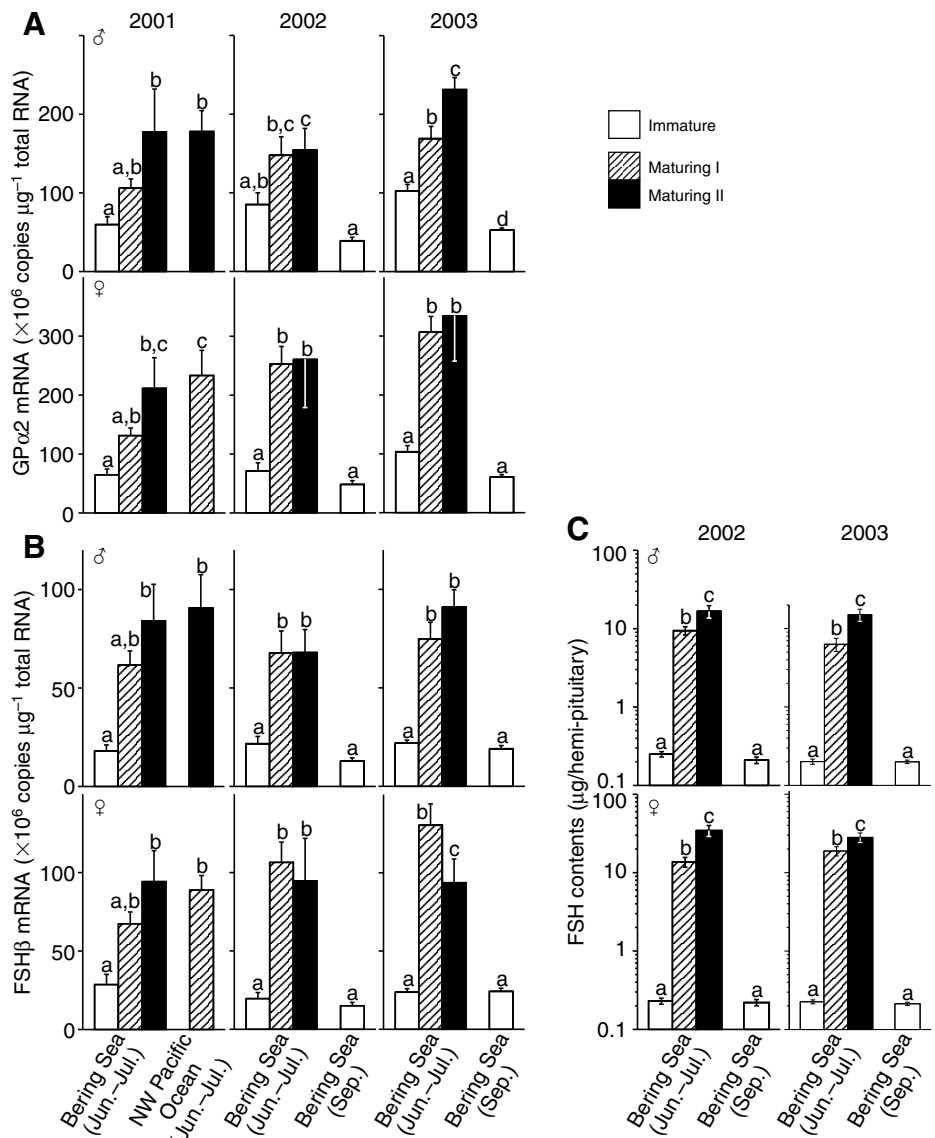 A
2001
2002
2003
♂
GPα2 mRNA (×10⁶ copies μg⁻¹ total RNA)
200
100
0
a
a,b
b
b
a,b
b,c
c
a
a
b
c
d
Immature
Maturing I
Maturing II
♀
300
200
100
0
a
a,b
b,c
c
a
b
b
a
a
b
b
a
B
♂
FSHβ mRNA (×10⁶ copies μg⁻¹ total RNA)
100
50
0
a
a,b
b
b
a
b
b
a
a
b
b
a
♀
100
50
0
a
a,b
b
b
a
b
b
a
a
b
c
a
Bering Sea
(Jun.–Jul.)
NW Pacific
Ocean
(Jun.–Jul.)
Bering Sea
(Jun.–Jul.)
Bering Sea
(Sep.)
Bering Sea
(Jun.–Jul.)
Bering Sea
(Sep.)
C
2002
2003
♂
FSH contents (μg/hemi-pituitary)
100
10
1
0.1
a
b
c
a
a
b
c
a
♀
100
10
1
0.1
a
b
c
a
a
b
c
a
Bering Sea
(Jun.–Jul.)
Bering Sea
(Sep.)
Bering Sea
(Jun.–Jul.)
Bering Sea
(Sep.)